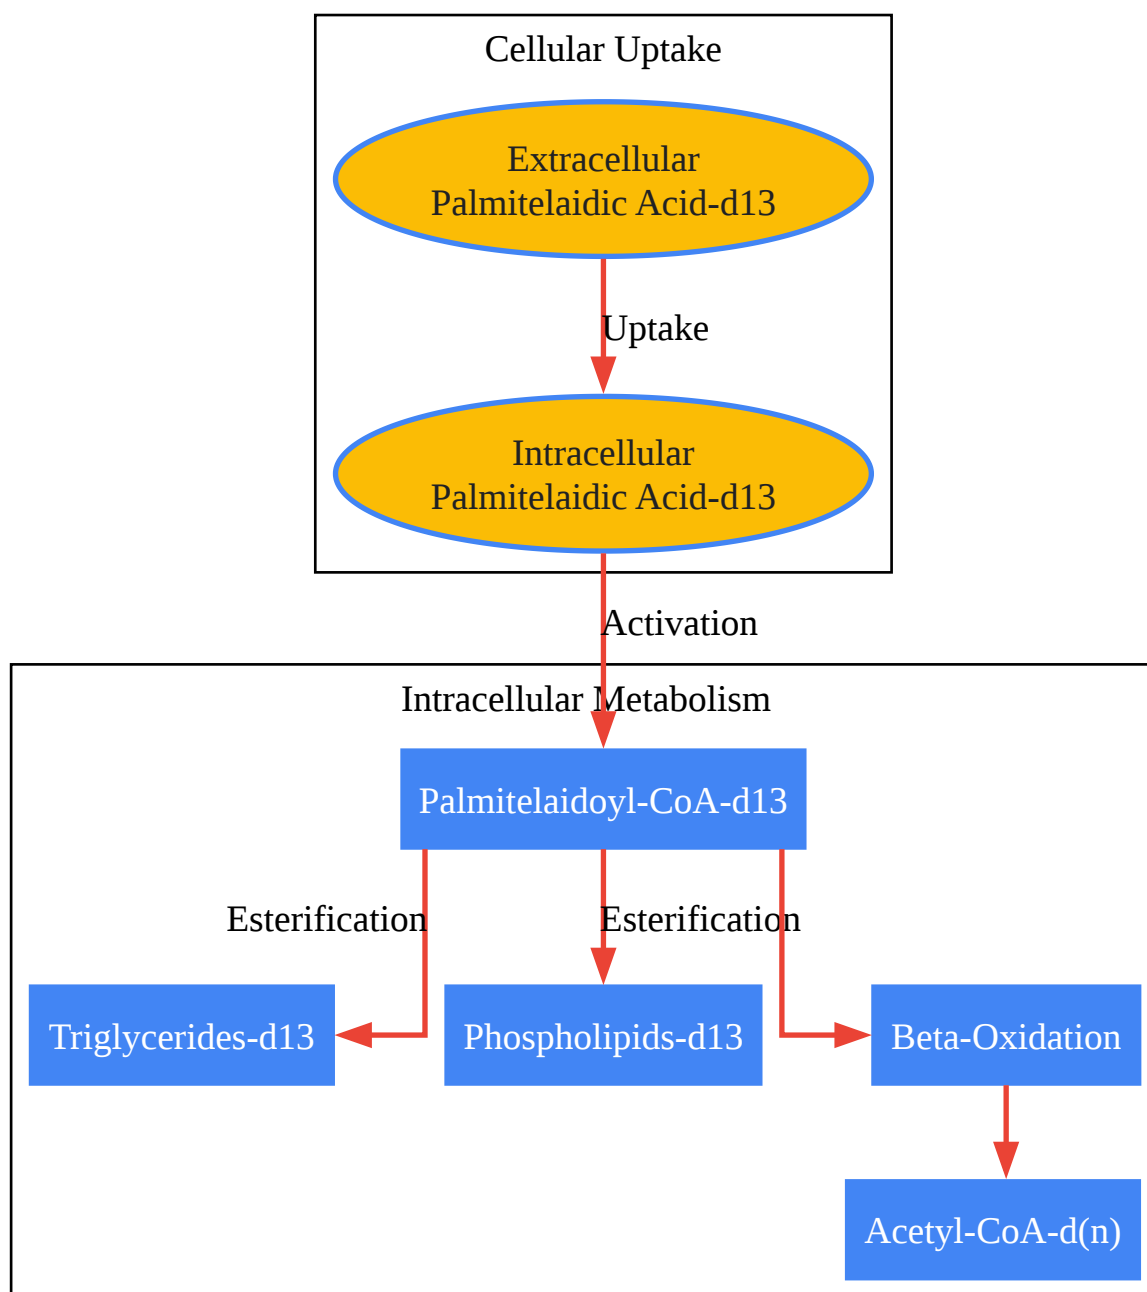 Cellular Uptake
Extracellular
Palmitelaidic Acid-d13
Uptake
Intracellular
Palmitelaidic Acid-d13
Activation
Intracellular Metabolism
Palmitelaidoyl-CoA-d13
Esterification
Esterification
Triglycerides-d13
Phospholipids-d13
Beta-Oxidation
Acetyl-CoA-d(n)